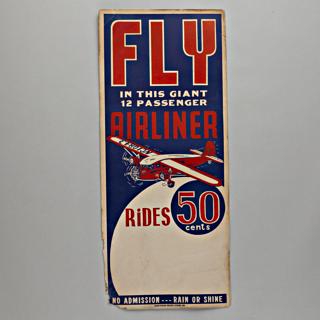 FLY
IN THIS GIANT
12 PASSENGER
AIRLINER
RIDES 50
cents
NO ADMISSION --- RAIN OR SHINE